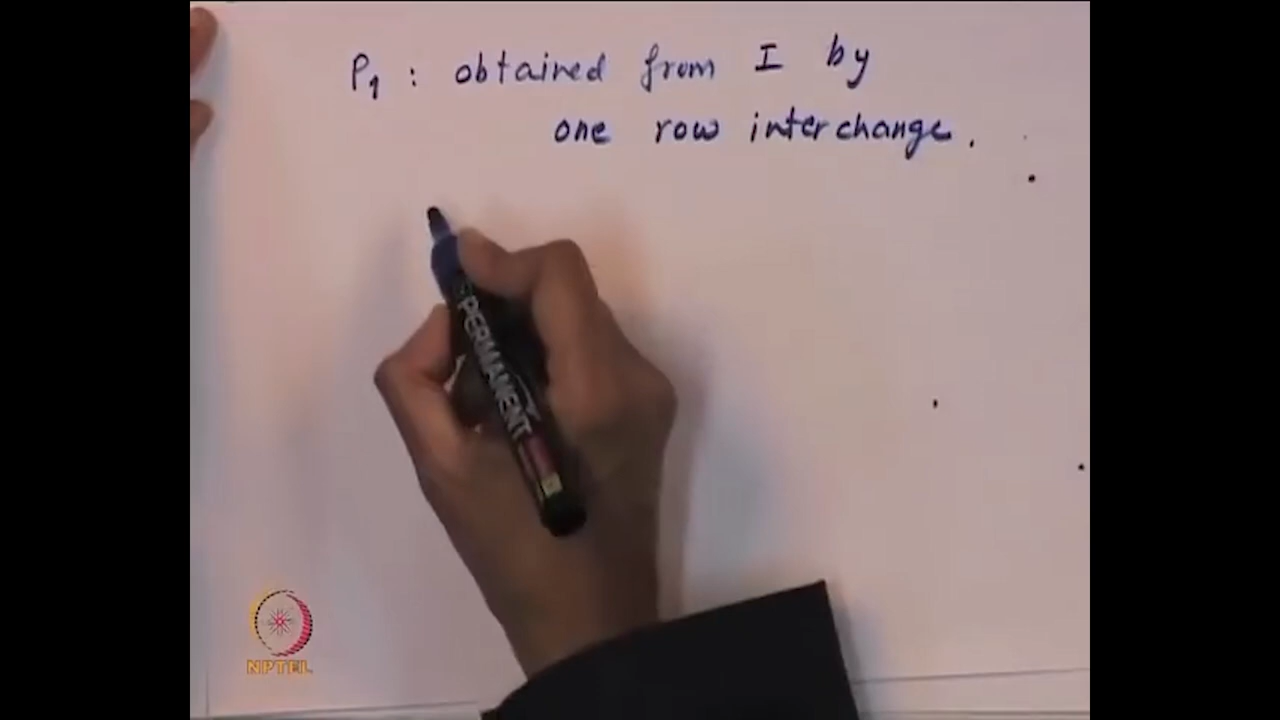 P₁ : obtained from I by
one row interchange.
PERMANENT
NPTEL